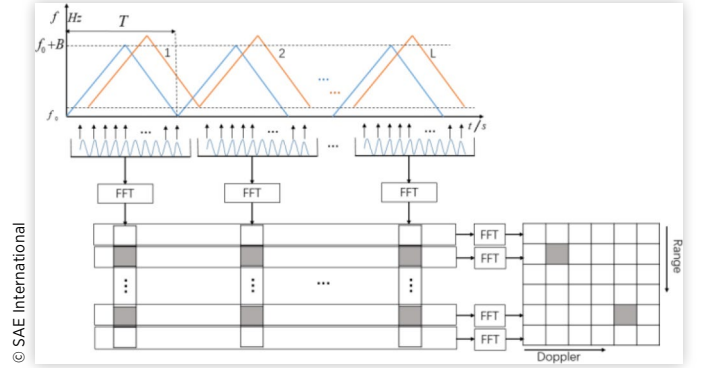 f Hz
T
f₀+B
1
2
L
...
...
f₀
t/s
...
...
...
...
FFT
FFT
FFT
FFT
FFT
...
FFT
FFT
Range
Doppler
© SAE International